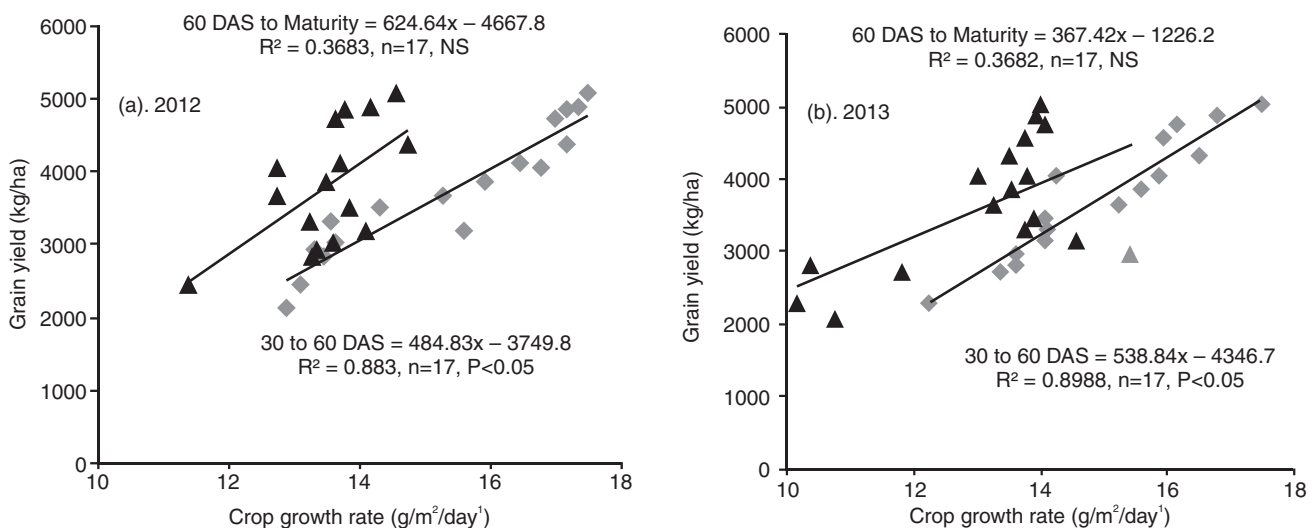 60 DAS to Maturity = 624.64x – 4667.8
R² = 0.3683, n=17, NS
(a). 2012
30 to 60 DAS = 484.83x – 3749.8
R² = 0.883, n=17, P<0.05
Grain yield (kg/ha)
6000
5000
4000
3000
2000
1000
0
10 12 14 16 18
Crop growth rate (g/m²/day¹)
60 DAS to Maturity = 367.42x – 1226.2
R² = 0.3682, n=17, NS
(b). 2013
30 to 60 DAS = 538.84x – 4346.7
R² = 0.8988, n=17, P<0.05
Grain yield (kg/ha)
6000
5000
4000
3000
2000
1000
0
10 12 14 16 18
Crop growth rate (g/m²/day¹)